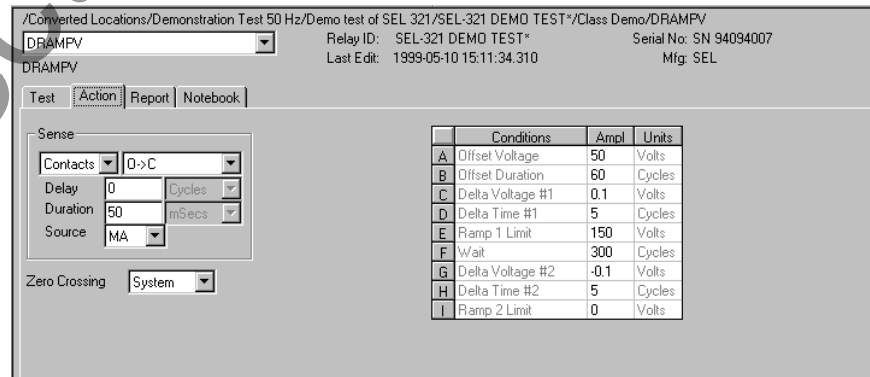 /Converted Locations/Demonstration Test 50 Hz/Demo test of SEL 321/SEL-321 DEMO TEST*/Class Demo/DRAMPV
DRAMPV Relay ID: SEL-321 DEMO TEST* Serial No: SN 94094007
DRAMPV Last Edit: 1999-05-10 15:11:34.310 Mfg: SEL
Test Action Report Notebook
Sense
Contacts O->C
Delay 0 Cycles
Duration 50 mSecs
Source MA
Zero Crossing System
Conditions Ampl Units
A Offset Voltage 50 Volts
B Offset Duration 60 Cycles
C Delta Voltage #1 0.1 Volts
D Delta Time #1 5 Cycles
E Ramp 1 Limit 150 Volts
F Wait 300 Cycles
G Delta Voltage #2 -0.1 Volts
H Delta Time #2 5 Cycles
I Ramp 2 Limit 0 Volts